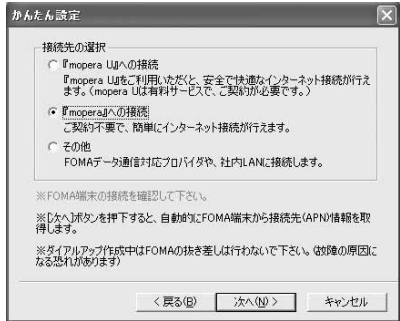 かんたん設定
接続先の選択
『mopera U』への接続
『mopera U』をご利用いただくと、安全で快適なインターネット接続が行え
ます。（mopera Uは有料サービスで、ご契約が必要です。）
『mopera』への接続
ご契約不要で、簡単にインターネット接続が行えます。
その他
FOMAデータ通信対応プロバイダや、社内LANに接続します。
※FOMA端末の接続を確認して下さい。
※[次へ]ボタンを押下すると、自動的にFOMA端末から接続先(APN)情報を取
得します。
※ダイアルアップ作成中はFOMAの抜き差しは行わないで下さい。(故障の原因に
なる恐れがあります)
< 戻る(B)
次へ(N) >
キャンセル